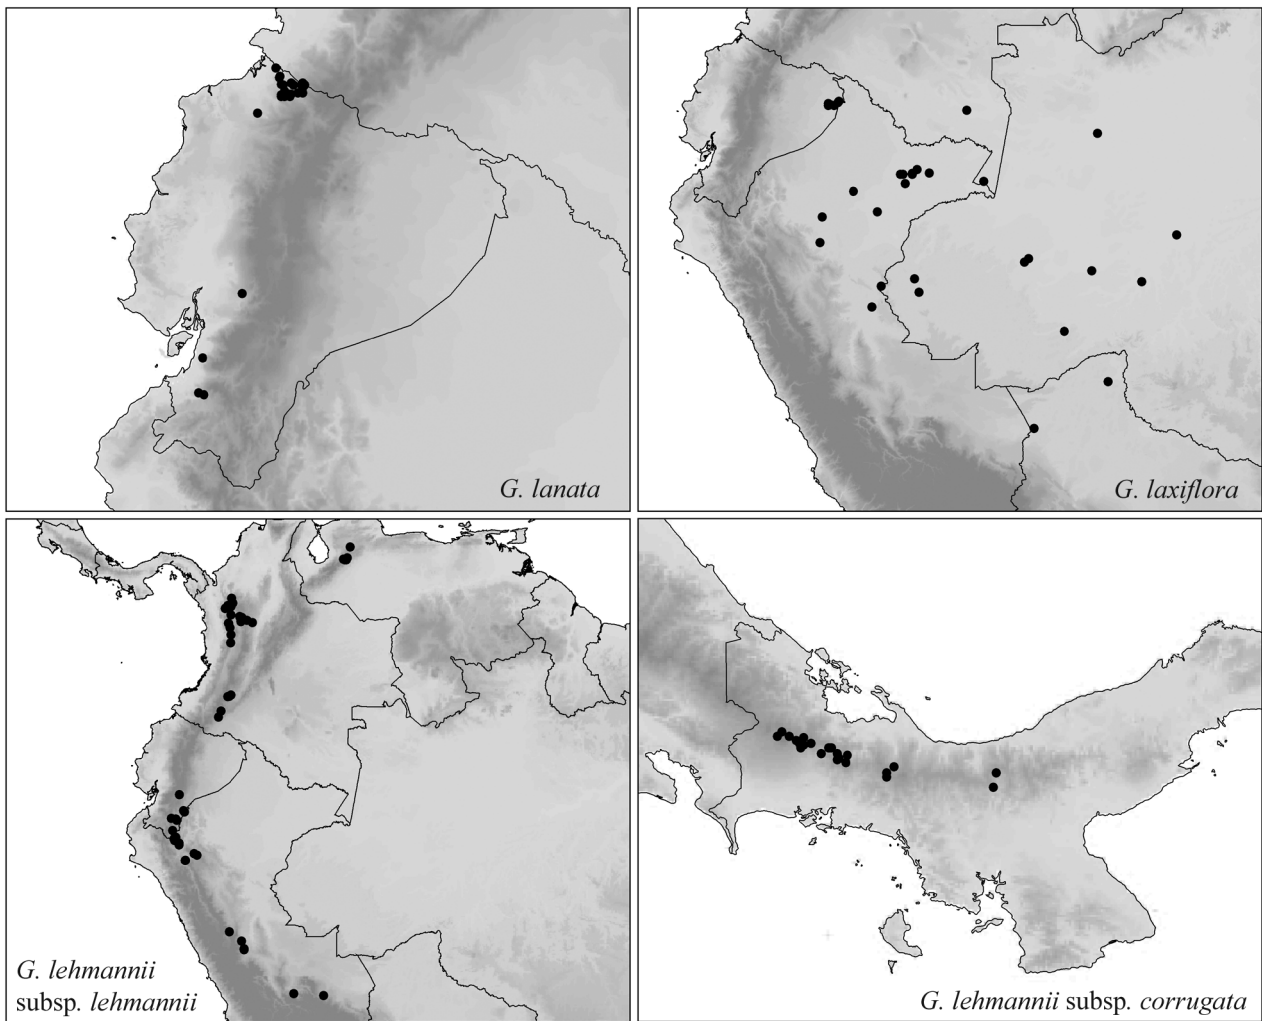 G. lanata
G. laxiflora
G. lehmannii
subsp. lehmannii
G. lehmannii subsp. corrugata